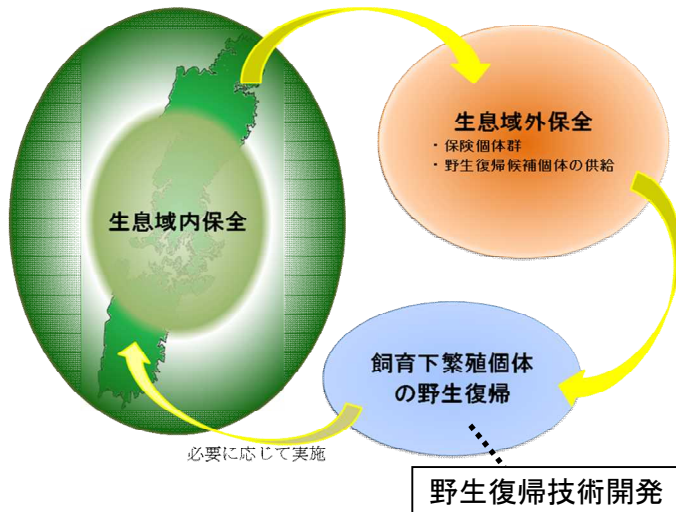 生息域内保全
生息域外保全
・保険個体群
・野生復帰候補個体の供給
飼育下繁殖個体
の野生復帰
必要に応じて実施
野生復帰技術開発